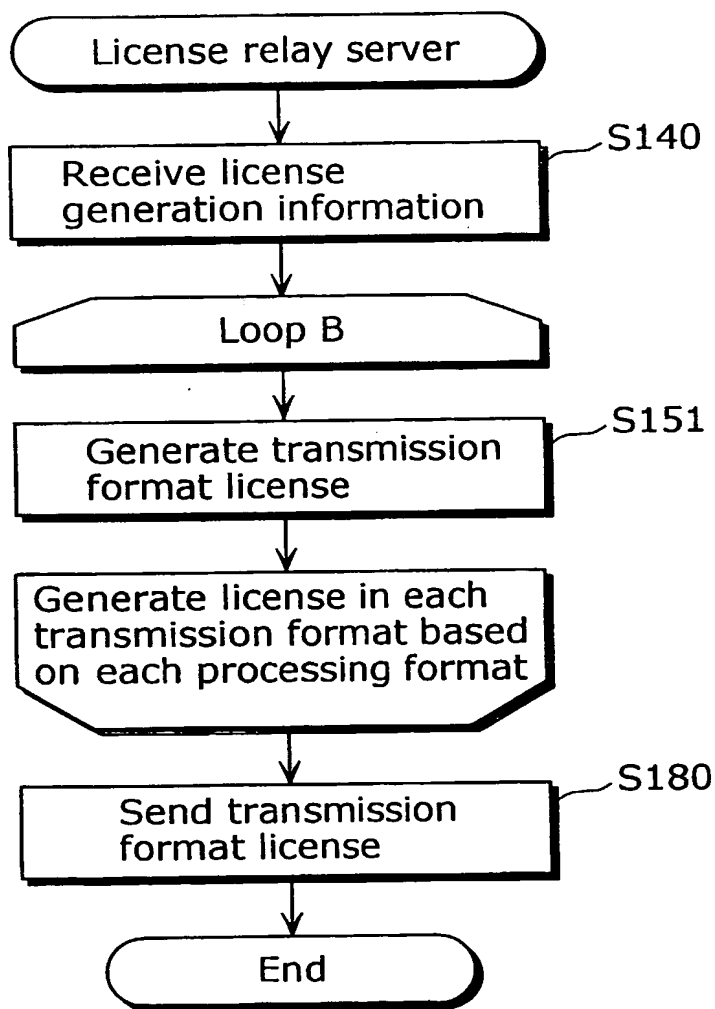 License relay server
S140
Receive license
generation information
Loop B
S151
Generate transmission
format license
Generate license in each
transmission format based
on each processing format
S180
Send transmission
format license
End